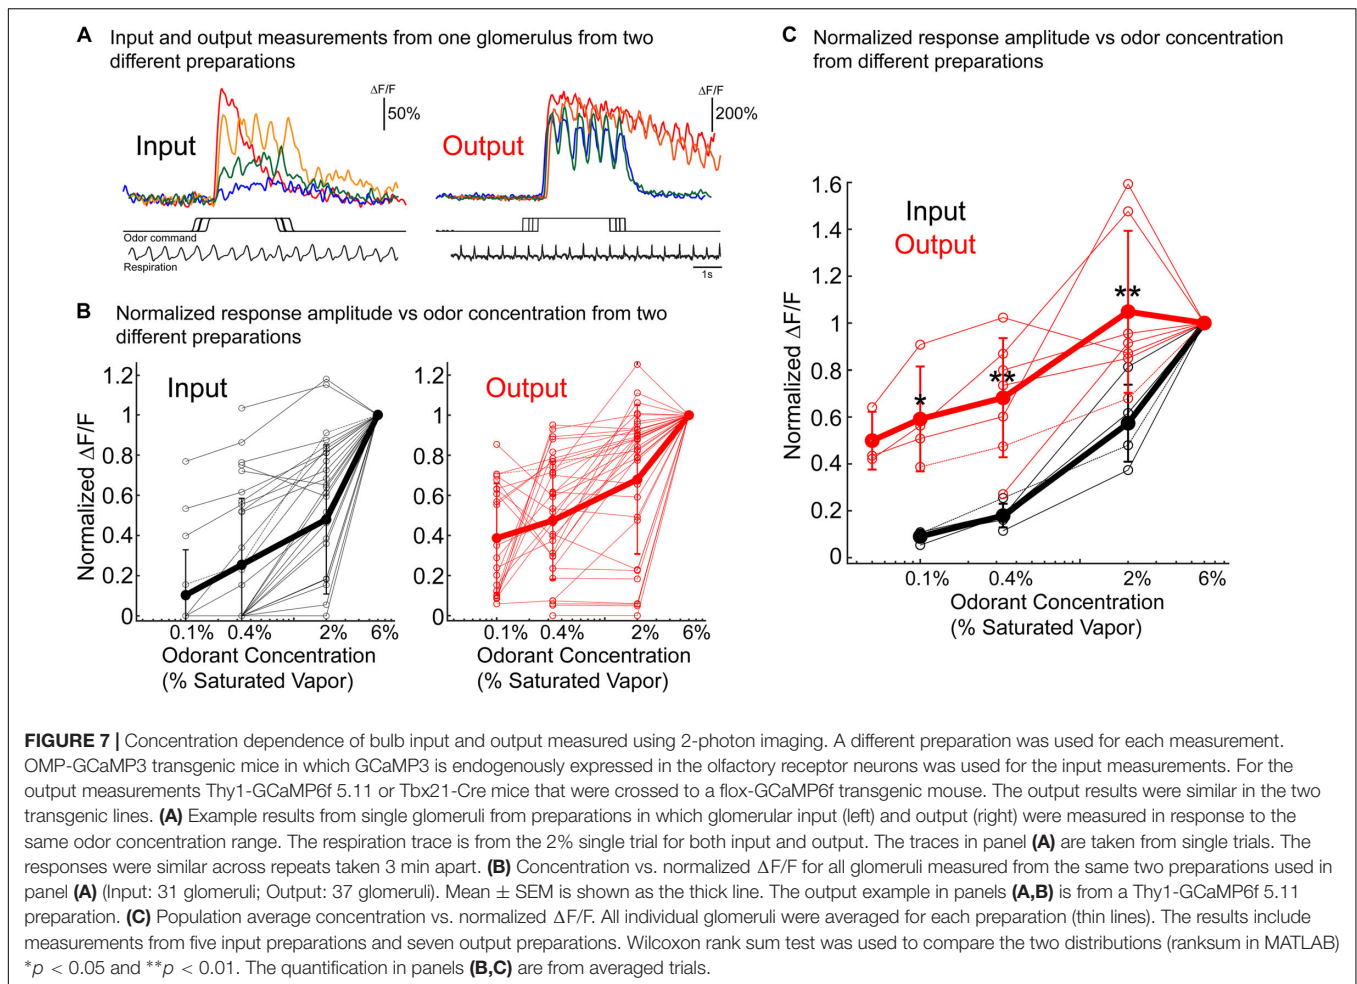 A Input and output measurements from one glomerulus from two
different preparations
ΔF/F
50%
Input
ΔF/F
200%
Output
Odor command
Respiration
1s
B Normalized response amplitude vs odor concentration from two
different preparations
Normalized ΔF/F
1.2
1
0.8
0.6
0.4
0.2
0
Input
0.1% 0.4% 2% 6%
Odorant Concentration
(% Saturated Vapor)
1.2
1
0.8
0.6
0.4
0.2
0
Output
0.1% 0.4% 2% 6%
Odorant Concentration
(% Saturated Vapor)
C Normalized response amplitude vs odor concentration
from different preparations
Normalized ΔF/F
1.6
1.4
1.2
1
0.8
0.6
0.4
0.2
0
Input
Output
*
**
**
0.1% 0.4% 2% 6%
Odorant Concentration
(% Saturated Vapor)
FIGURE 7 | Concentration dependence of bulb input and output measured using 2-photon imaging. A different preparation was used for each measurement.
OMP-GCaMP3 transgenic mice in which GCaMP3 is endogenously expressed in the olfactory receptor neurons was used for the input measurements. For the
output measurements Thy1-GCaMP6f 5.11 or Tbx21-Cre mice that were crossed to a flox-GCaMP6f transgenic mouse. The output results were similar in the two
transgenic lines. (A) Example results from single glomeruli from preparations in which glomerular input (left) and output (right) were measured in response to the
same odor concentration range. The respiration trace is from the 2% single trial for both input and output. The traces in panel (A) are taken from single trials. The
responses were similar across repeats taken 3 min apart. (B) Concentration vs. normalized ΔF/F for all glomeruli measured from the same two preparations used in
panel (A) (Input: 31 glomeruli; Output: 37 glomeruli). Mean ± SEM is shown as the thick line. The output example in panels (A,B) is from a Thy1-GCaMP6f 5.11
preparation. (C) Population average concentration vs. normalized ΔF/F. All individual glomeruli were averaged for each preparation (thin lines). The results include
measurements from five input preparations and seven output preparations. Wilcoxon rank sum test was used to compare the two distributions (ranksum in MATLAB)
*p < 0.05 and **p < 0.01. The quantification in panels (B,C) are from averaged trials.